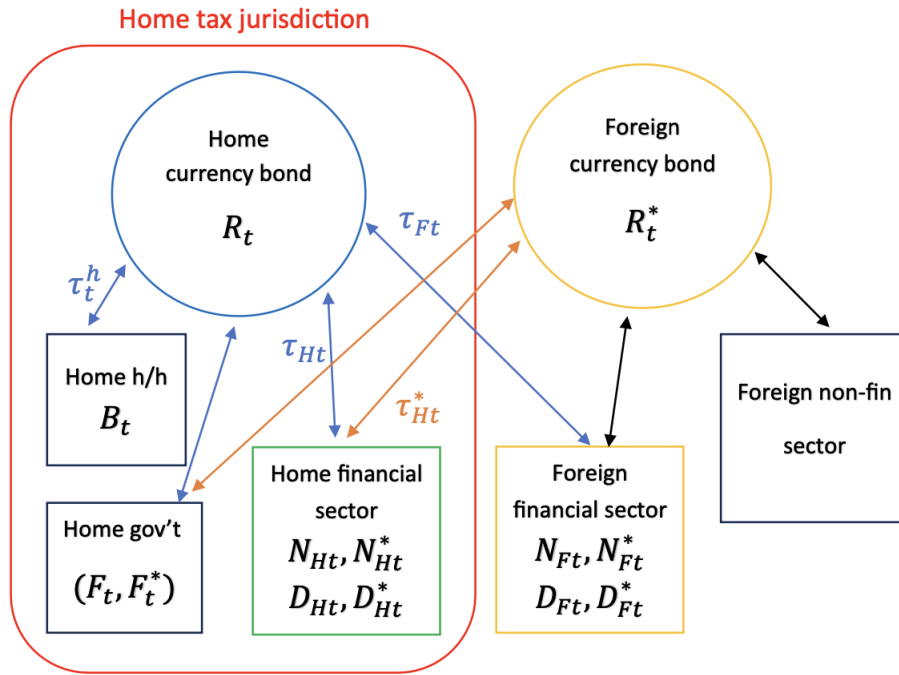 Home tax jurisdiction
Home
currency bond
R_t
Foreign
currency bond
R_t^*
τ_t^h
τ_{Ft}
τ_{Ht}
τ_{Ht}^*
Home h/h
B_t
Home gov't
(F_t, F_t^*)
Home financial
sector
N_{Ht}, N_{Ht}^*
D_{Ht}, D_{Ht}^*
Foreign
financial sector
N_{Ft}, N_{Ft}^*
D_{Ft}, D_{Ft}^*
Foreign non-fin
sector